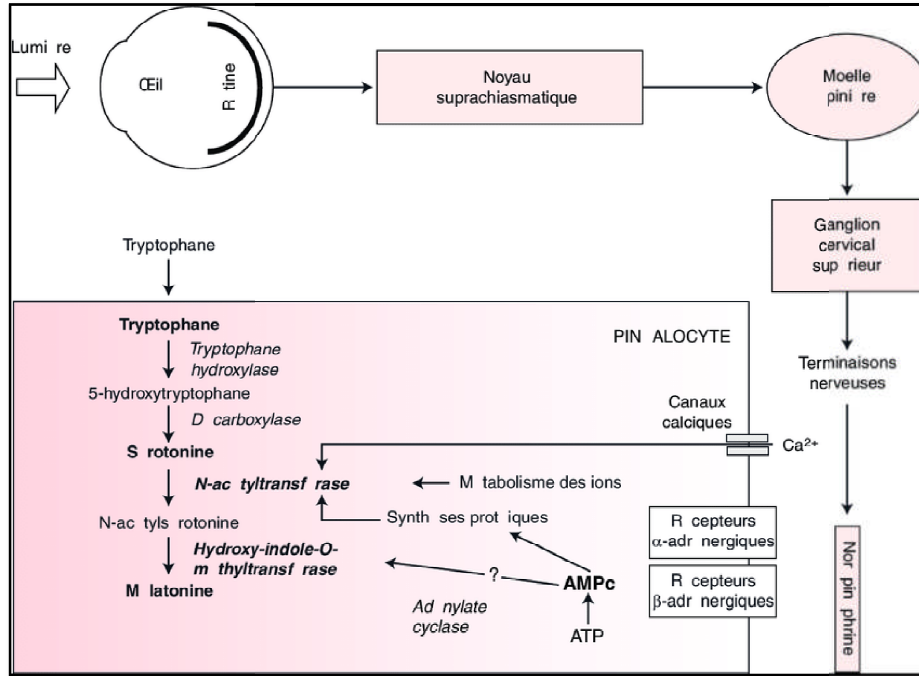 Lumi re
Œil
R tine
Noyau
suprachiasmatique
Moelle
pini re
Ganglion
cervical
sup rieur
Terminaisons
nerveuses
Nor pin phrine
Tryptophane
PIN ALOCYTE
Tryptophane
Tryptophane
hydroxylase
5-hydroxytryptophane
D carboxylase
S rotonine
N-ac tyltransf rase
N-ac tyls rotonine
Hydroxy-indole-O-
m thyltransf rase
M latonine
Canaux
calciques
Ca²⁺
M tabolisme des ions
Synth ses prot iques
R cepteurs
α-adr nergiques
R cepteurs
β-adr nergiques
?
AMPc
Ad nylate
cyclase
ATP